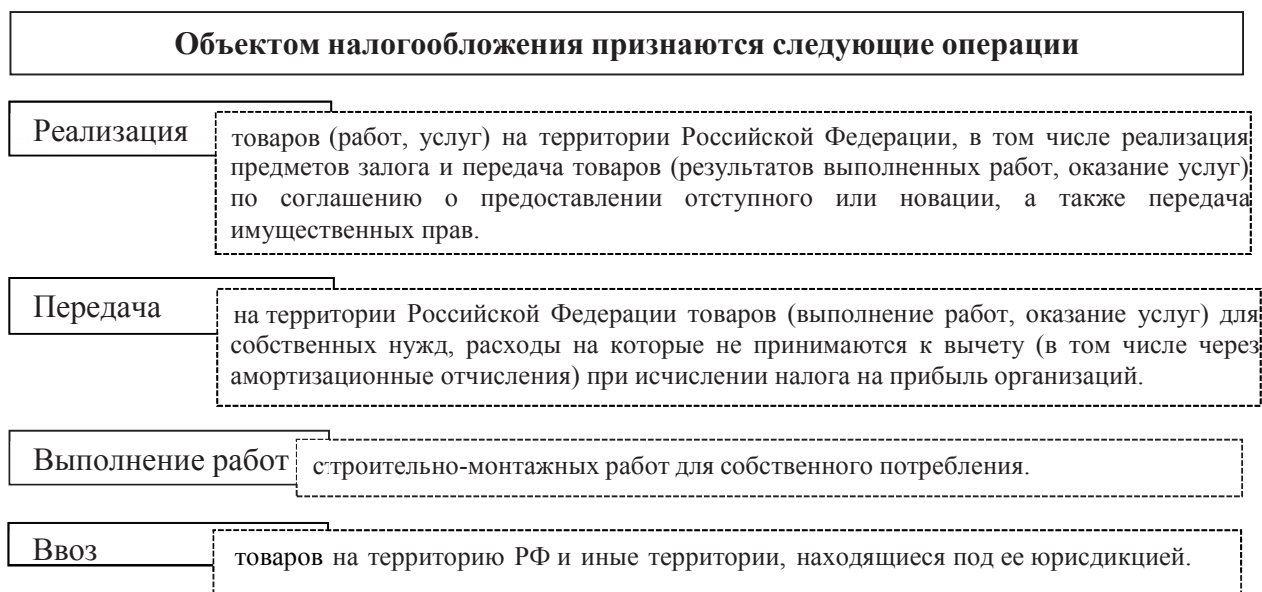 Объектом налогообложения признаются следующие операции
Реализация
товаров (работ, услуг) на территории Российской Федерации, в том числе реализация
предметов залога и передача товаров (результатов выполненных работ, оказание услуг)
по соглашению о предоставлении отступного или новации, а также передача
имущественных прав.
Передача
на территории Российской Федерации товаров (выполнение работ, оказание услуг) для
собственных нужд, расходы на которые не принимаются к вычету (в том числе через
амортизационные отчисления) при исчислении налога на прибыль организаций.
Выполнение работ
строительно-монтажных работ для собственного потребления.
Ввоз
товаров на территорию РФ и иные территории, находящиеся под ее юрисдикцией.